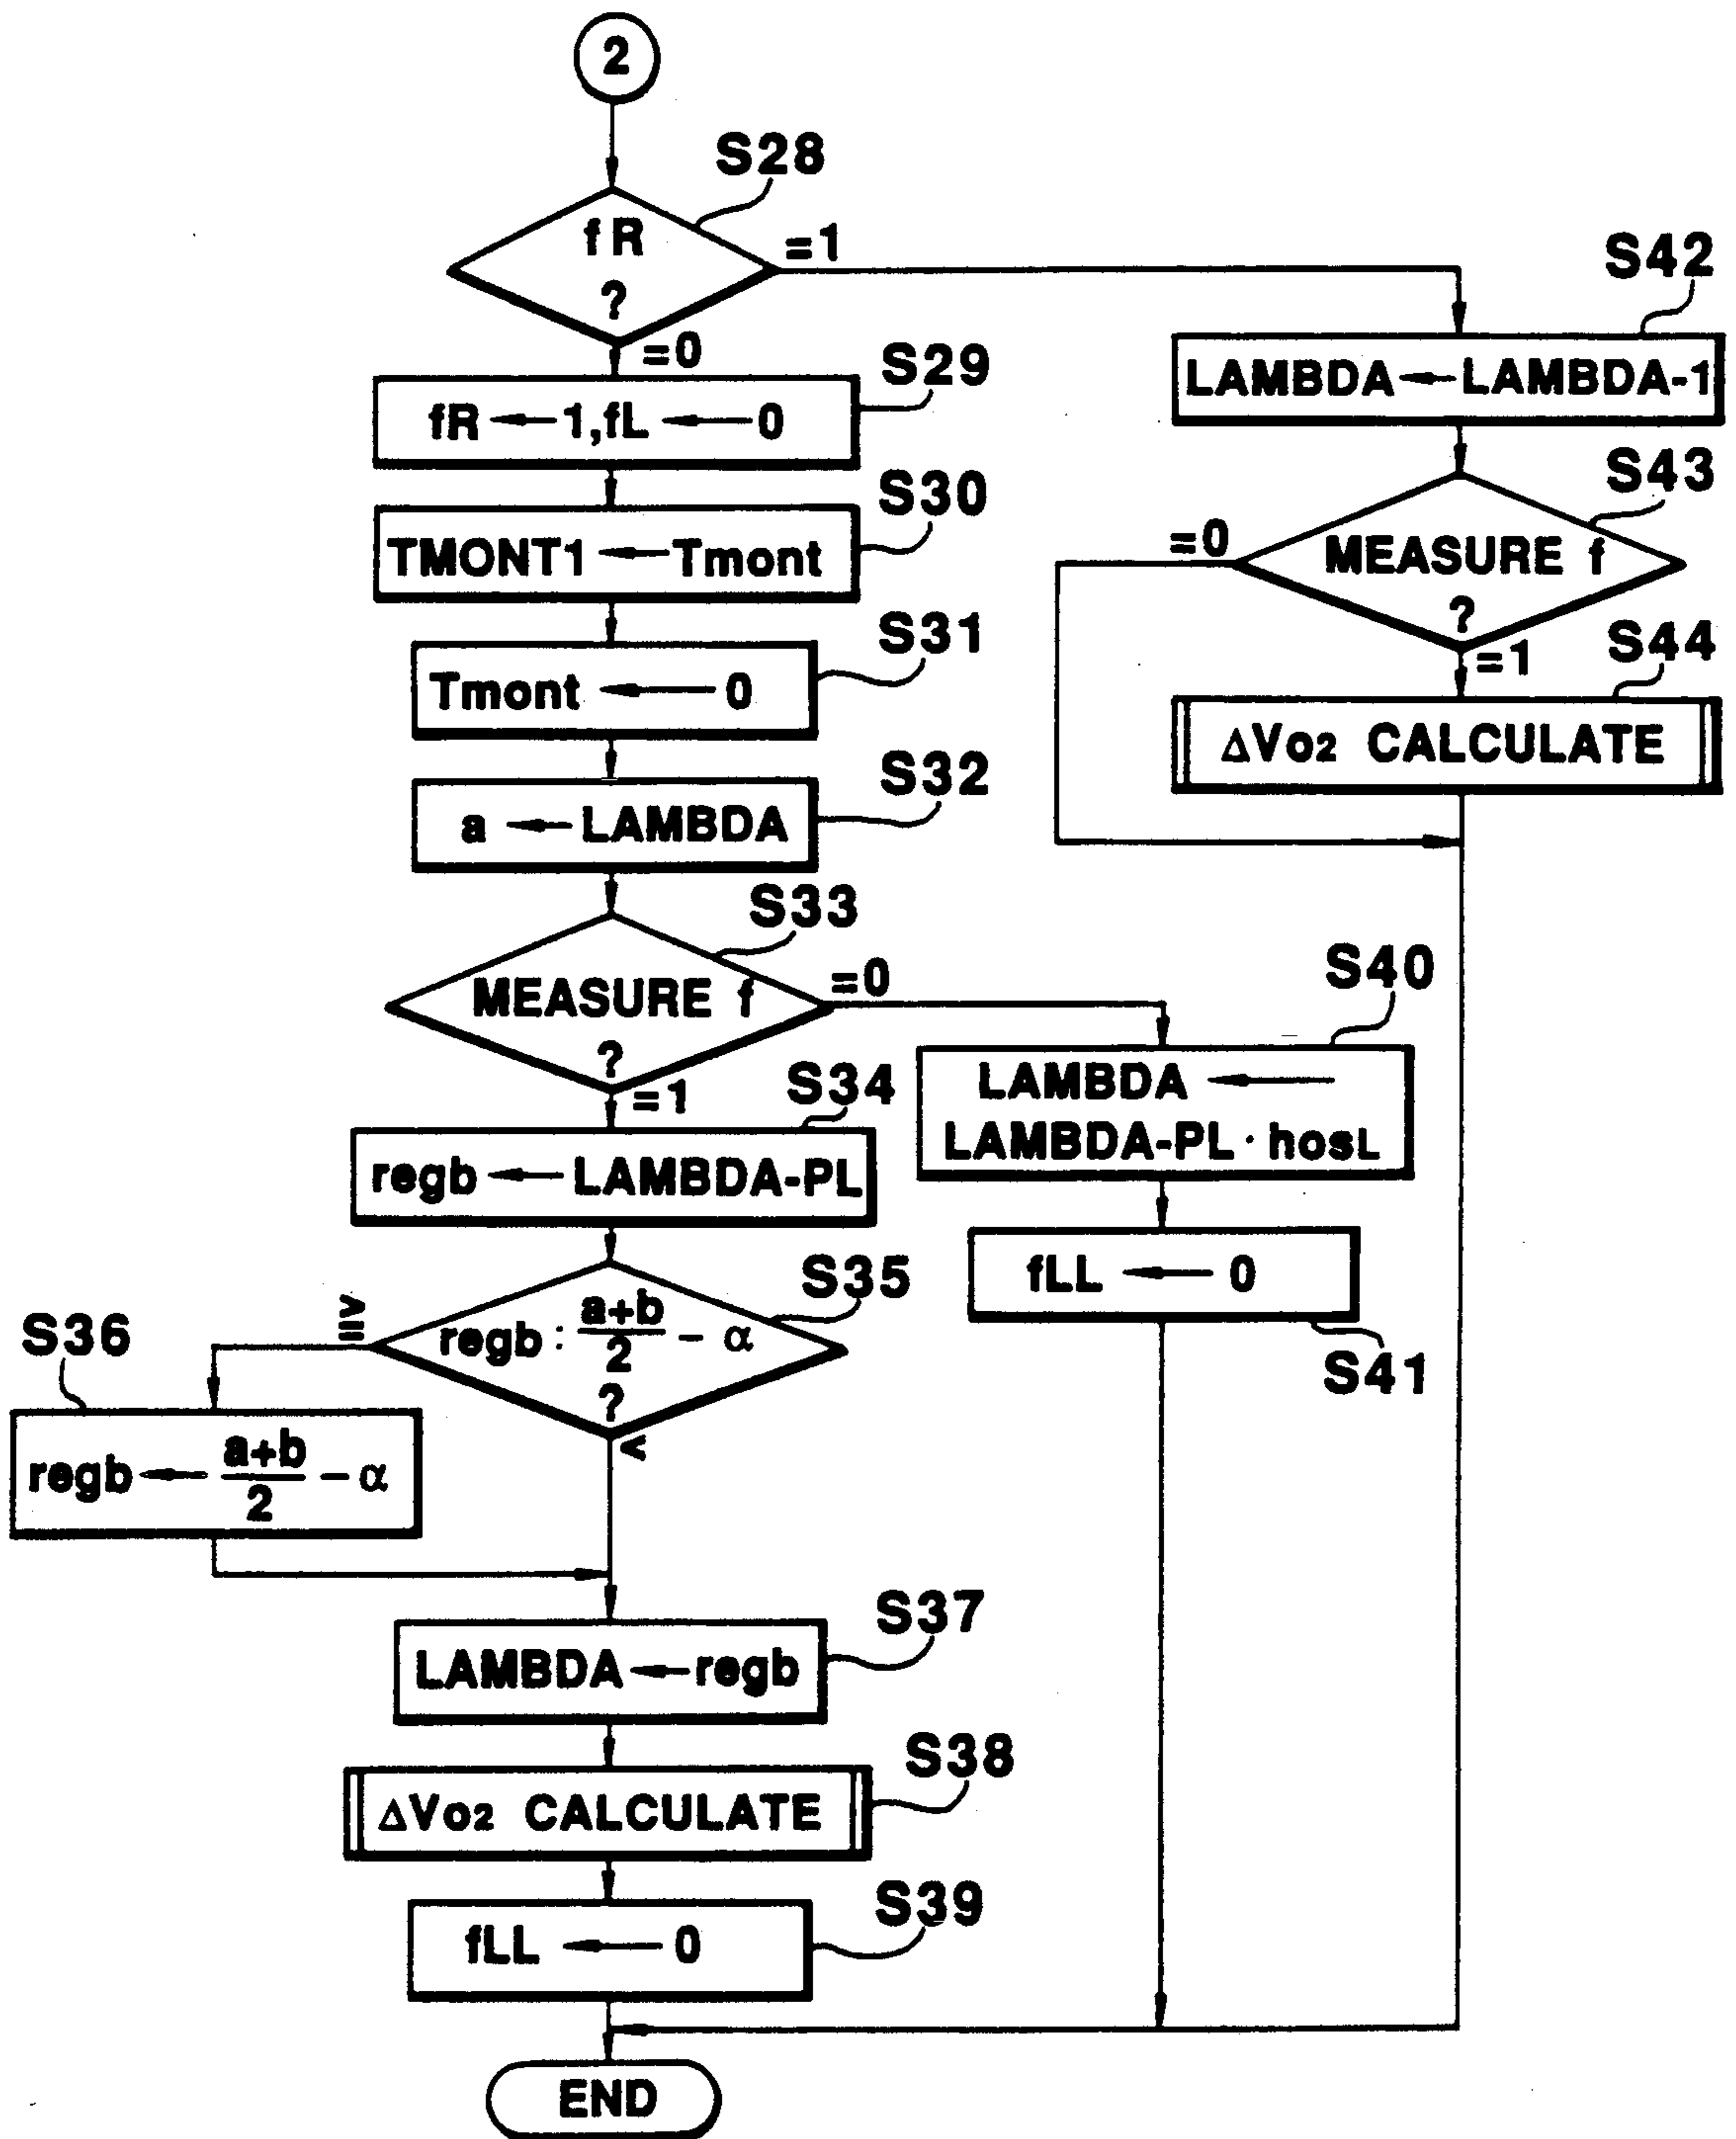 2
S28
fR
?
=1
=0
S29
fR ← 1, fL ← 0
S30
TMONT1 ← Tmont
S31
Tmont ← 0
S32
a ← LAMBDA
S33
MEASURE f
?
=0
=1
S34
regb ← LAMBDA-PL
S35
regb : a+b/2 - α
?
≧
<
S36
regb ← a+b/2 - α
S37
LAMBDA ← regb
S38
ΔVO2 CALCULATE
S39
fLL ← 0
S40
LAMBDA ←
LAMBDA-PL · hosL
fLL ← 0
S41
S42
LAMBDA ← LAMBDA-1
S43
MEASURE f
?
=0
=1
S44
ΔVO2 CALCULATE
END